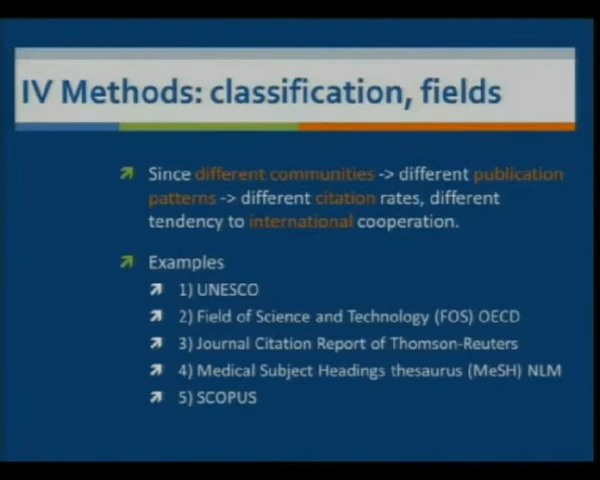 IV Methods: classification, fields
Since different communities -> different publication
patterns -> different citation rates, different
tendency to international cooperation.
Examples
1) UNESCO
2) Field of Science and Technology (FOS) OECD
3) Journal Citation Report of Thomson-Reuters
4) Medical Subject Headings thesaurus (MeSH) NLM
5) SCOPUS